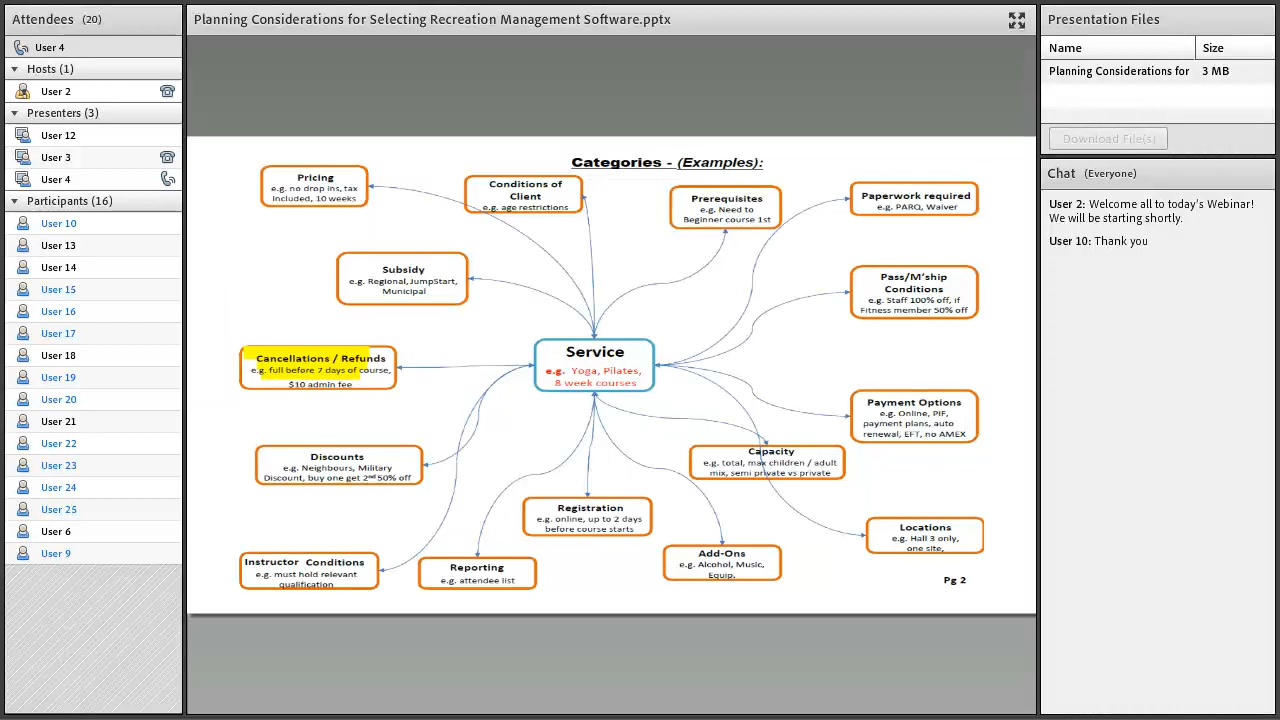 Attendees (20)
User 4
Hosts (1)
User 2
Presenters (3)
User 12
User 3
User 4
Participants (16)
User 10
User 13
User 14
User 15
User 16
User 17
User 18
User 19
User 20
User 21
User 22
User 23
User 24
User 25
User 6
User 9
Planning Considerations for Selecting Recreation Management Software.pptx
Categories - (Examples):
Pricing
e.g. no drop ins, tax
included, 10 weeks
Conditions of
Client
e.g. age restrictions
Prerequisites
e.g. Need to
Beginner course 1st
Paperwork required
e.g. PARQ, Waiver
Subsidy
e.g. Regional, JumpStart,
Municipal
Pass/M'ship
Conditions
e.g. Staff 100% off, if
Fitness member 50% off
Cancellations / Refunds
e.g. full before 7 days of course,
$10 admin fee
Service
e.g. Yoga, Pilates,
8 week courses
Payment Options
e.g. Online, PIF,
payment plans, auto
renewal, EFT, no AMEX
Discounts
e.g. Neighbours, Military
Discount, buy one get 2nd 50% off
Capacity
e.g. total, max children / adult
mix, semi private vs private
Registration
e.g. online, up to 2 days
before course starts
Locations
e.g. Hall 3 only,
one site,
Instructor Conditions
e.g. must hold relevant
qualification
Reporting
e.g. attendee list
Add-Ons
e.g. Alcohol, Music,
Equip.
Pg 2
Presentation Files
Name Size
Planning Considerations for 3 MB
Download File(s)
Chat (Everyone)
User 2: Welcome all to today's Webinar!
We will be starting shortly.
User 10: Thank you